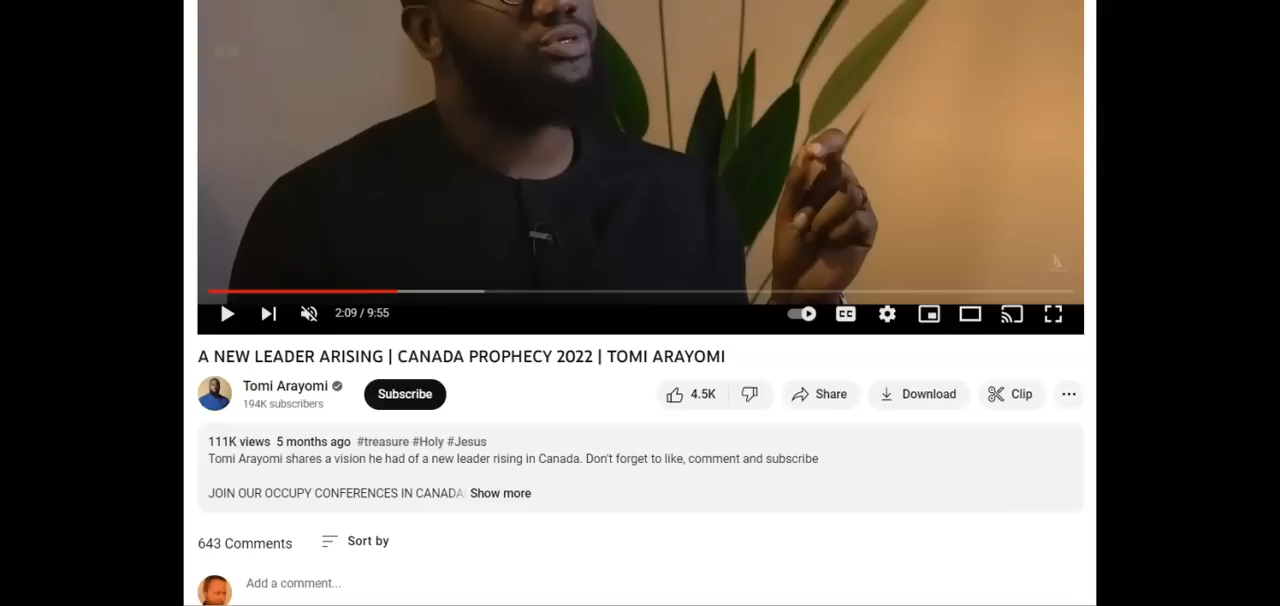 2:09 / 9:55
CC
A NEW LEADER ARISING | CANADA PROPHECY 2022 | TOMI ARAYOMI
Tomi Arayomi
194K subscribers
Subscribe
4.5K
Share
Download
Clip
111K views 5 months ago #treasure #Holy #Jesus
Tomi Arayomi shares a vision he had of a new leader rising in Canada. Don't forget to like, comment and subscribe
JOIN OUR OCCUPY CONFERENCES IN CANADA Show more
643 Comments
Sort by
Add a comment...